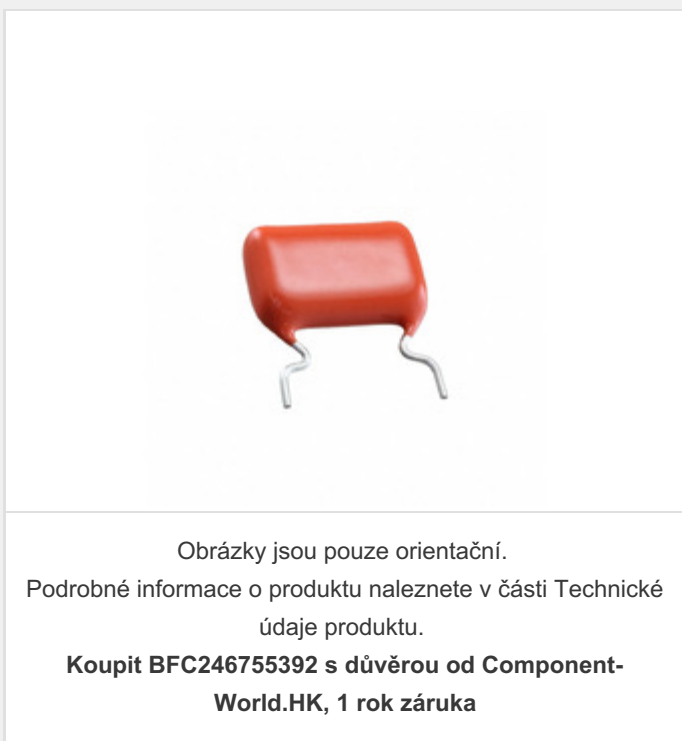 Obrázky jsou pouze orientační.
Podrobné informace o produktu naleznete v části Technické
údaje produktu.
Koupit BFC246755392 s důvěrou od Component-
World.HK, 1 rok záruka